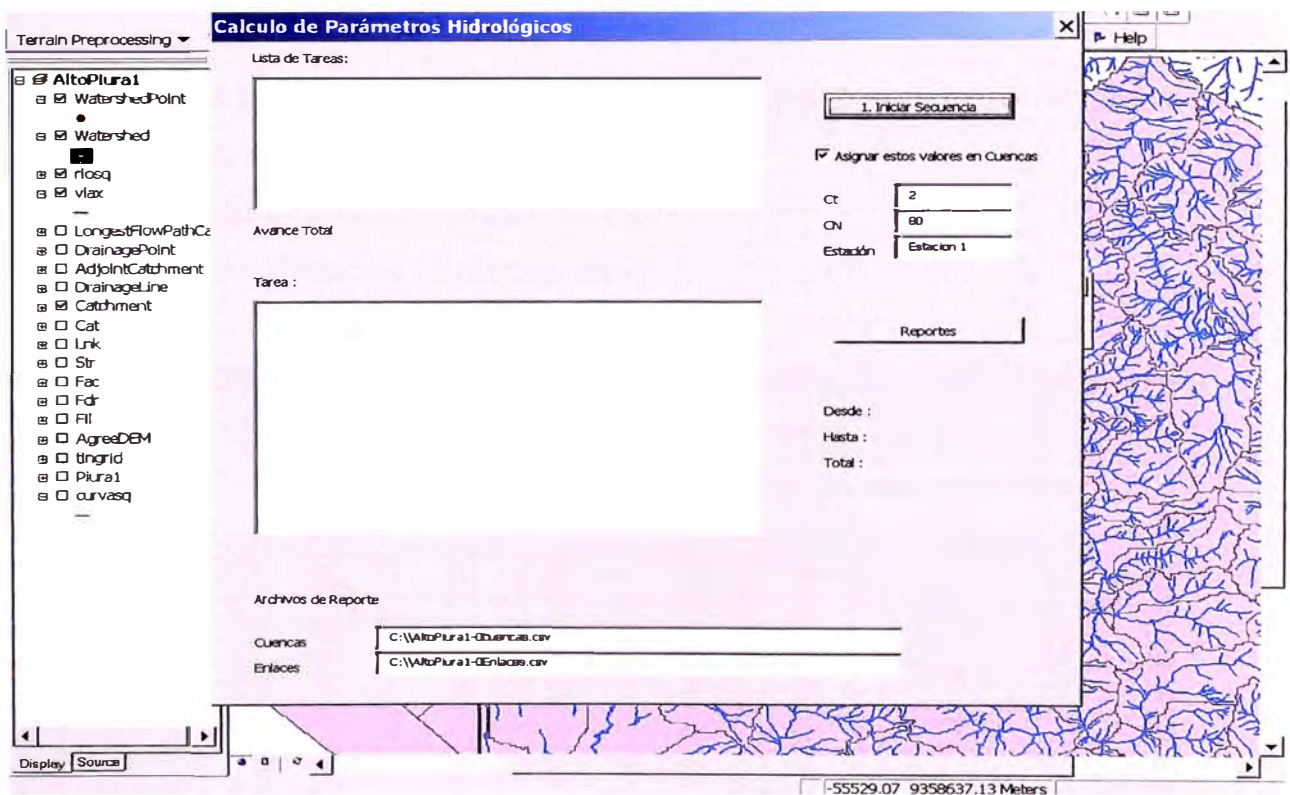 Terrain Preprocessing
Calculo de Parámetros Hidrológicos
Help
AltoPiura1
WatershedPoint
Watershed
riosq
viax
LongestFlowPathCa
DrainagePoint
AdjointCatchment
DrainageLine
Catchment
Cat
Lnk
Str
Fac
Fdr
Fil
AgreeDEM
tingrid
Piura1
curvasq
Display
Source
Lista de Tareas:
1. Iniciar Secuencia
Asignar estos valores en Cuencas
Ct 2
CN 80
Estación Estacion 1
Avance Total
Tarea :
Reportes
Desde :
Hasta :
Total :
Archivos de Reporte
Cuencas C:\\AltoPiura1-0Cuencas.csv
Enlaces C:\\AltoPiura1-0Enlaces.csv
-55529.07 9358637.13 Meters